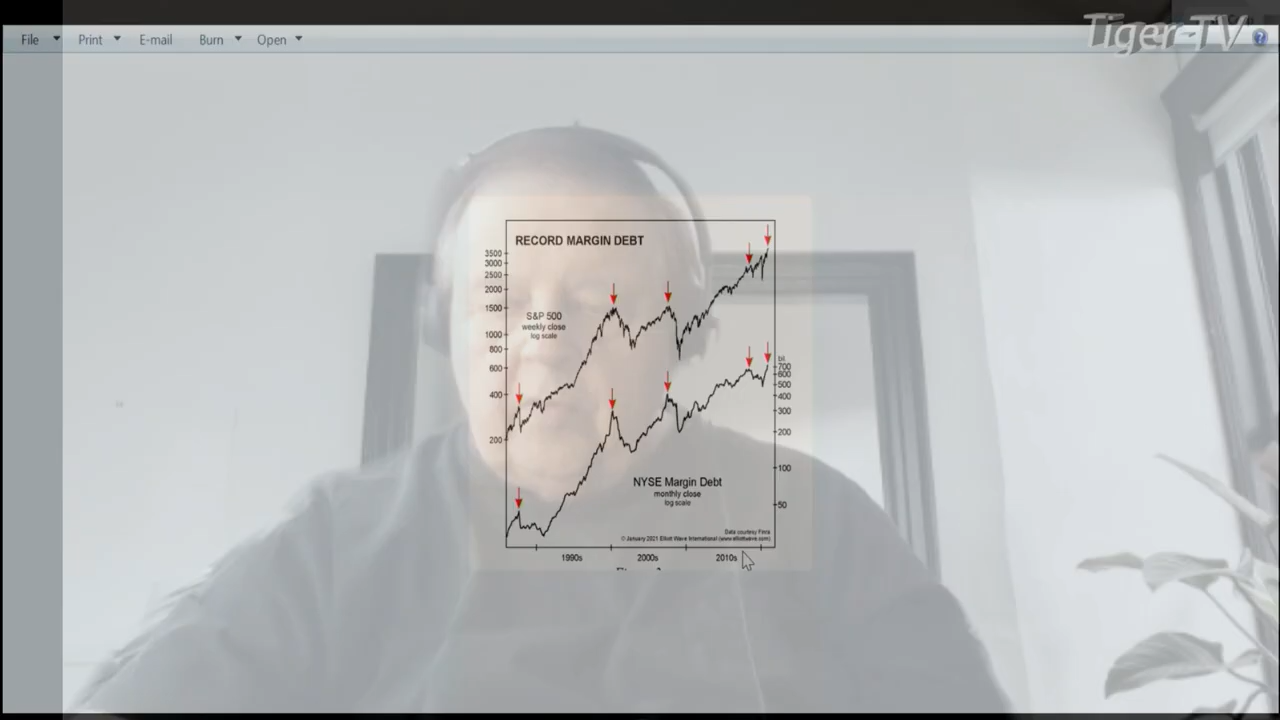 Tiger-TV
File
Print
E-mail
Burn
Open
RECORD MARGIN DEBT
3500
3000
2500
2000
1500
1000
800
600
400
200
S&P 500
weekly close
log scale
bil.
700
600
500
400
300
200
100
50
NYSE Margin Debt
monthly close
log scale
Data courtesy Finra
© January 2021 Elliott Wave International (www.elliottwave.com)
1990s
2000s
2010s